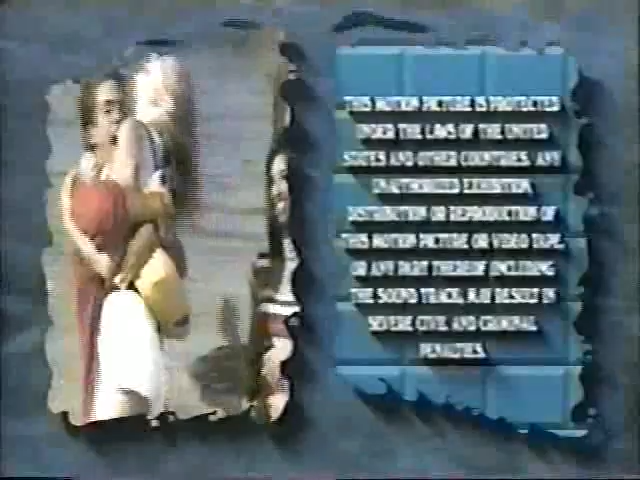 THIS MOTION PICTURE IS PROTECTED
UNDER THE LAWS OF THE UNITED
STATES AND OTHER COUNTRIES. ANY
UNAUTHORIZED EXHIBITION,
DISTRIBUTION OR REPRODUCTION OF
THIS MOTION PICTURE OR VIDEO TAPE,
OR ANY PART THEREOF (INCLUDING
THE SOUND TRACK), MAY RESULT IN
SEVERE CIVIL AND CRIMINAL
PENALTIES.